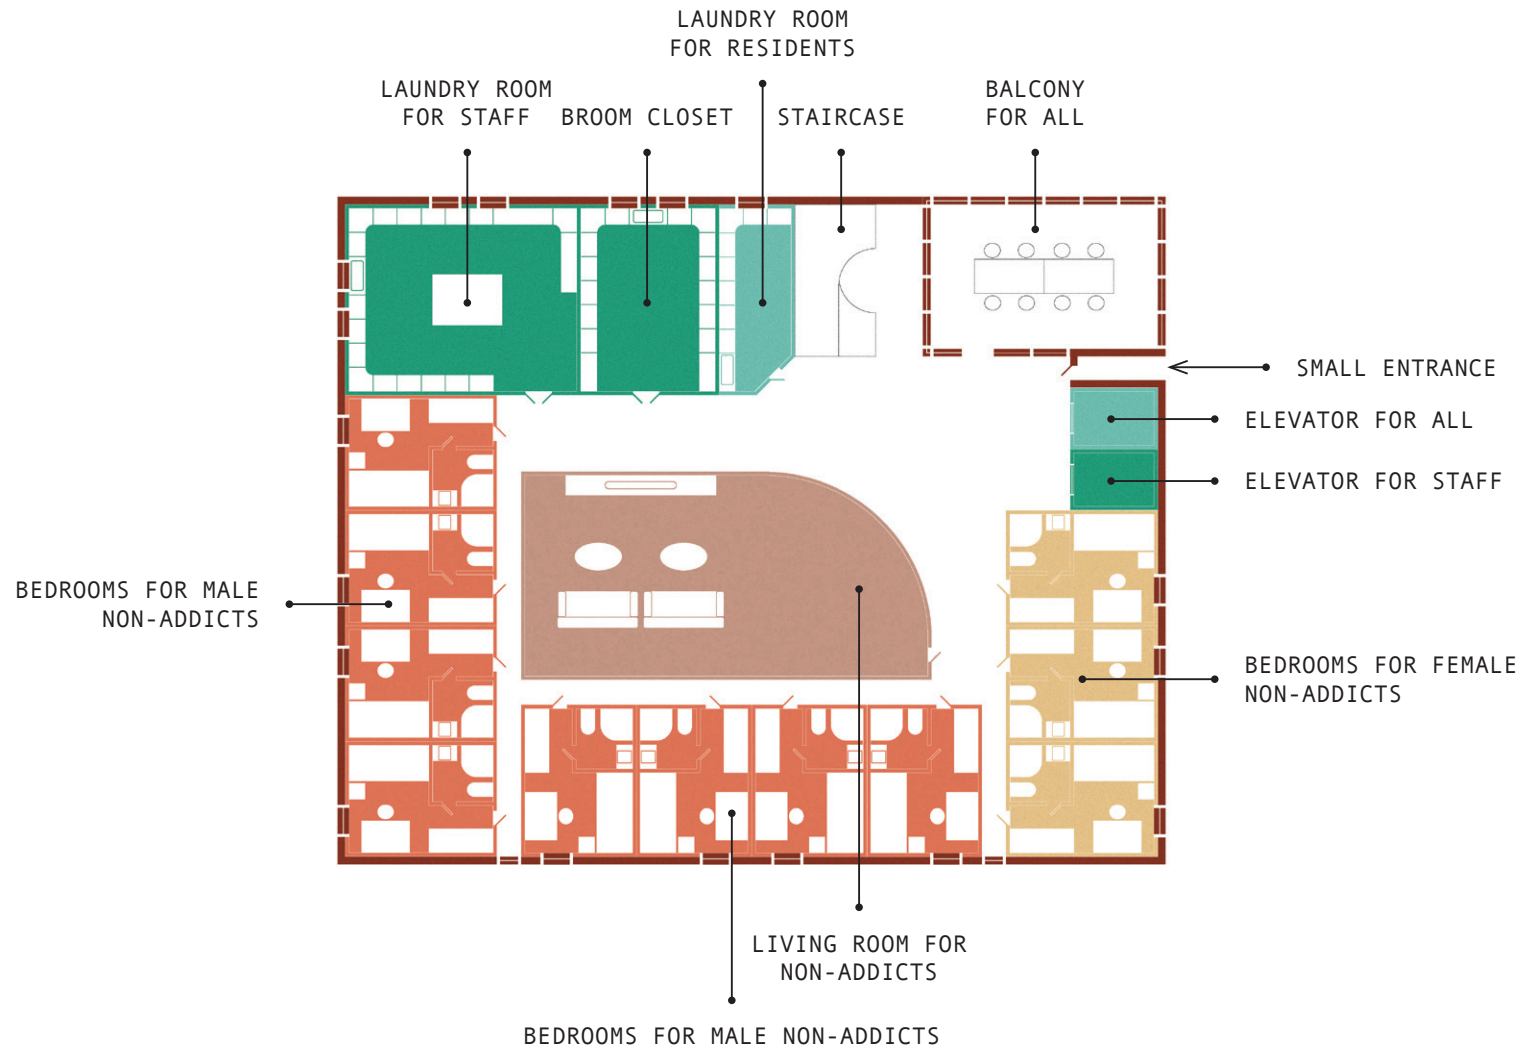 LAUNDRY ROOM
FOR RESIDENTS
LAUNDRY ROOM
FOR STAFF
BROOM CLOSET
STAIRCASE
BALCONY
FOR ALL
SMALL ENTRANCE
ELEVATOR FOR ALL
ELEVATOR FOR STAFF
BEDROOMS FOR MALE
NON-ADDICTS
BEDROOMS FOR FEMALE
NON-ADDICTS
LIVING ROOM FOR
NON-ADDICTS
BEDROOMS FOR MALE NON-ADDICTS